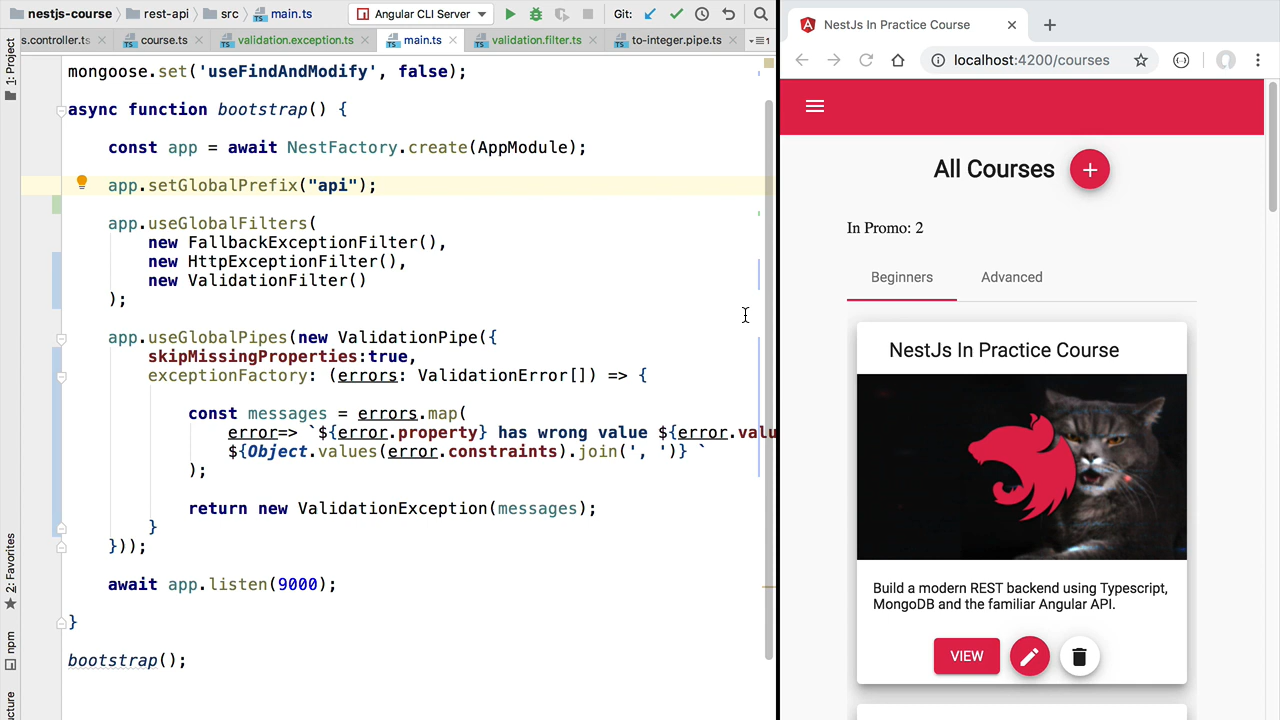 nestjs-course rest-api src main.ts Angular CLI Server Git:
s.controller.ts course.ts validation.exception.ts main.ts validation.filter.ts to-integer.pipe.ts
1: Project
2: Favorites
npm
mongoose.set('useFindAndModify', false);
async function bootstrap() {
const app = await NestFactory.create(AppModule);
app.setGlobalPrefix("api");
app.useGlobalFilters(
new FallbackExceptionFilter(),
new HttpExceptionFilter(),
new ValidationFilter()
);
app.useGlobalPipes(new ValidationPipe({
skipMissingProperties:true,
exceptionFactory: (errors: ValidationError[]) => {
const messages = errors.map(
error=> `${error.property} has wrong value ${error.valu
${Object.values(error.constraints).join(', ')} `
);
return new ValidationException(messages);
}
}));
await app.listen(9000);
}
bootstrap();
NestJs In Practice Course
localhost:4200/courses
All Courses
In Promo: 2
Beginners Advanced
NestJs In Practice Course
Build a modern REST backend using Typescript,
MongoDB and the familiar Angular API.
VIEW